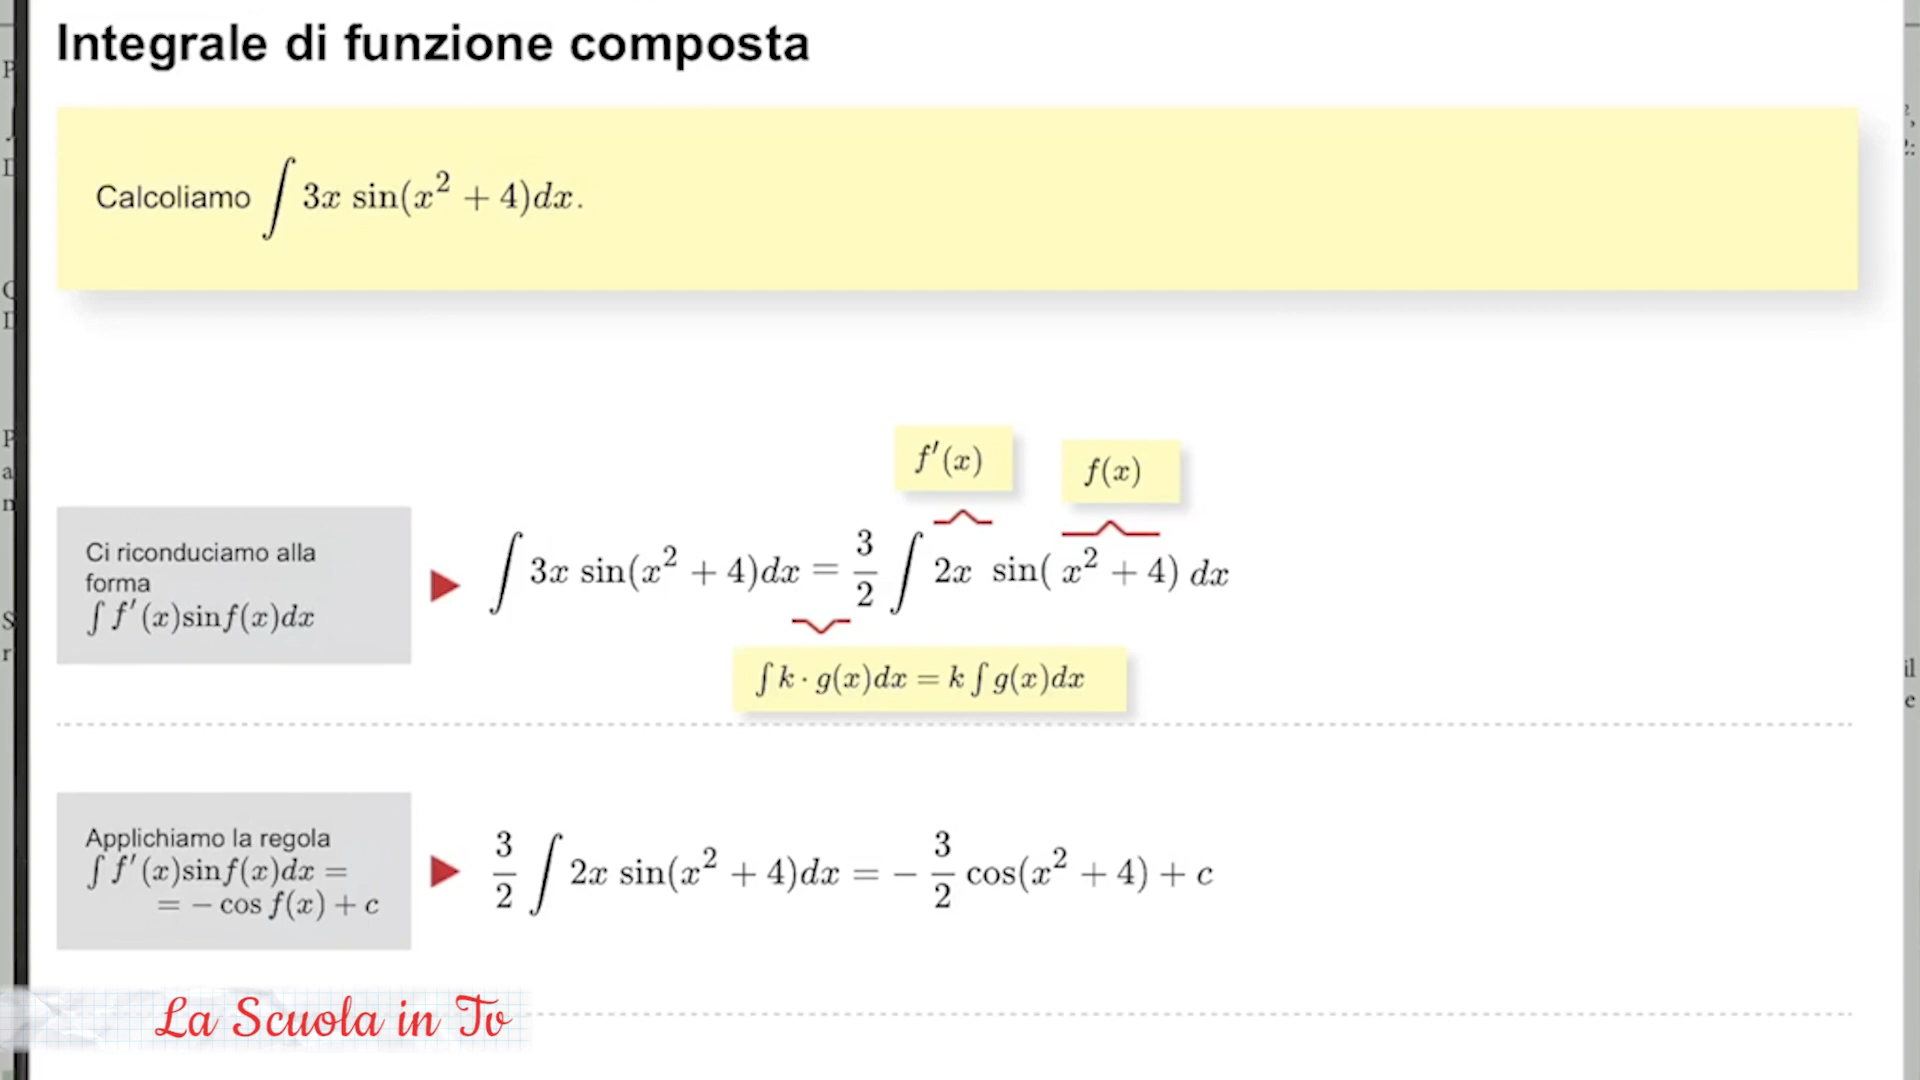 Integrale di funzione composta
Calcoliamo ∫ 3x sin(x² + 4)dx.
f′(x)
f(x)
Ci riconduciamo alla
forma
∫ f′(x)sinf(x)dx
∫ 3x sin(x² + 4)dx = 3/2 ∫ 2x sin( x² + 4) dx
∫ k · g(x)dx = k ∫ g(x)dx
Applichiamo la regola
∫ f′(x)sinf(x)dx =
= − cos f(x) + c
3/2 ∫ 2x sin(x² + 4)dx = − 3/2 cos(x² + 4) + c
La Scuola in Tv